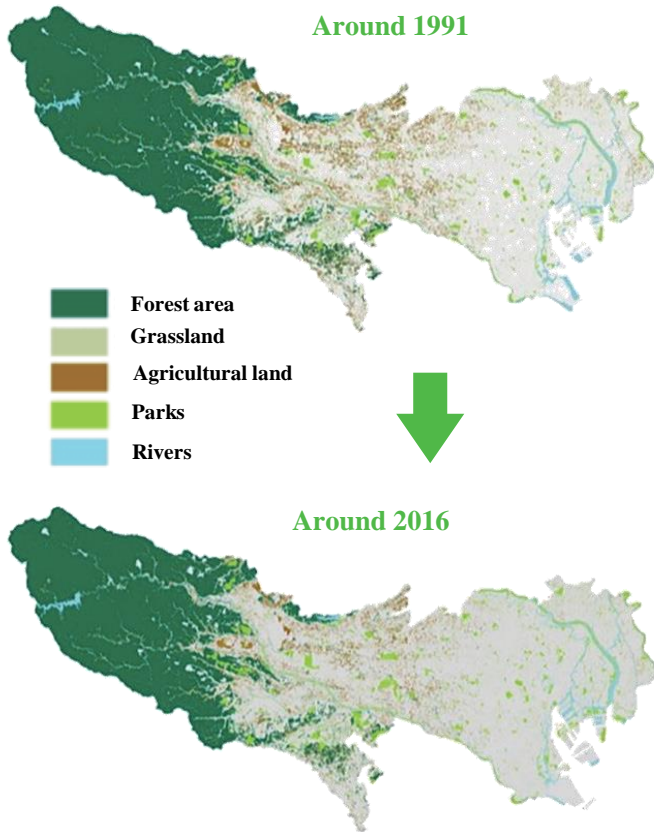 Around 1991
Forest area
Grassland
Agricultural land
Parks
Rivers
Around 2016